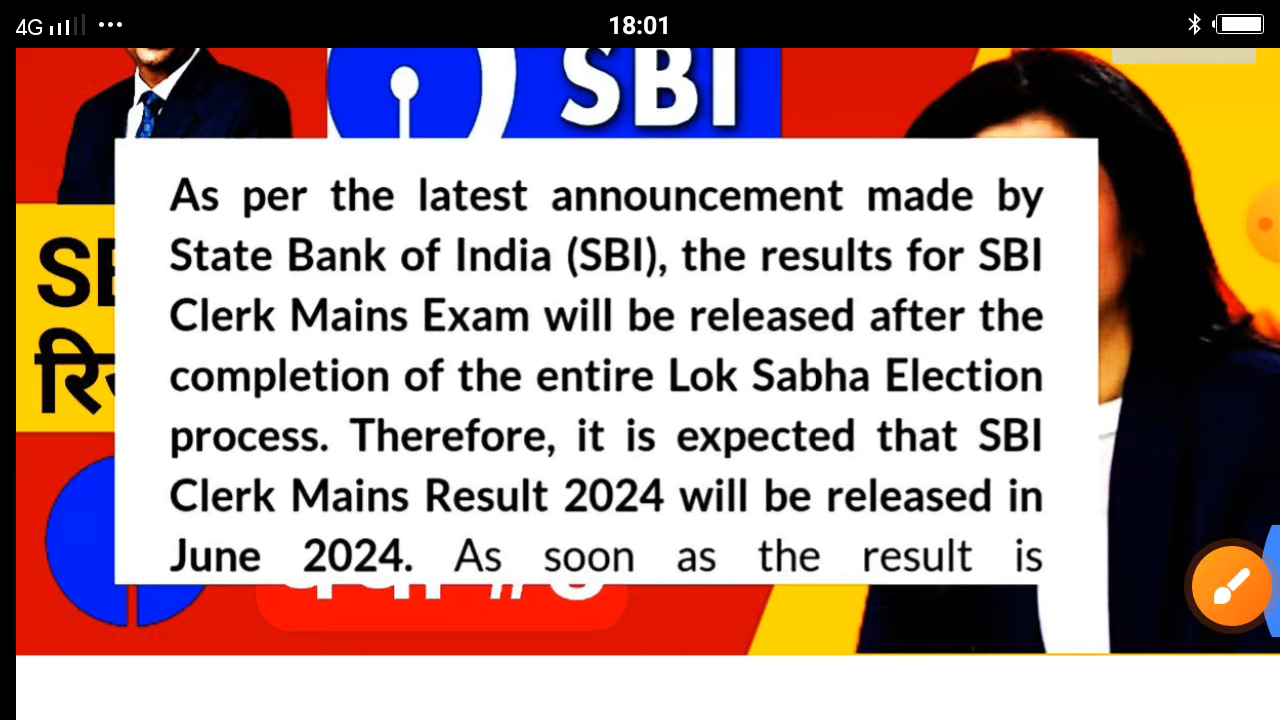 4G
18:01
SBI
As per the latest announcement made by
State Bank of India (SBI), the results for SBI
Clerk Mains Exam will be released after the
completion of the entire Lok Sabha Election
process. Therefore, it is expected that SBI
Clerk Mains Result 2024 will be released in
June 2024. As soon as the result is